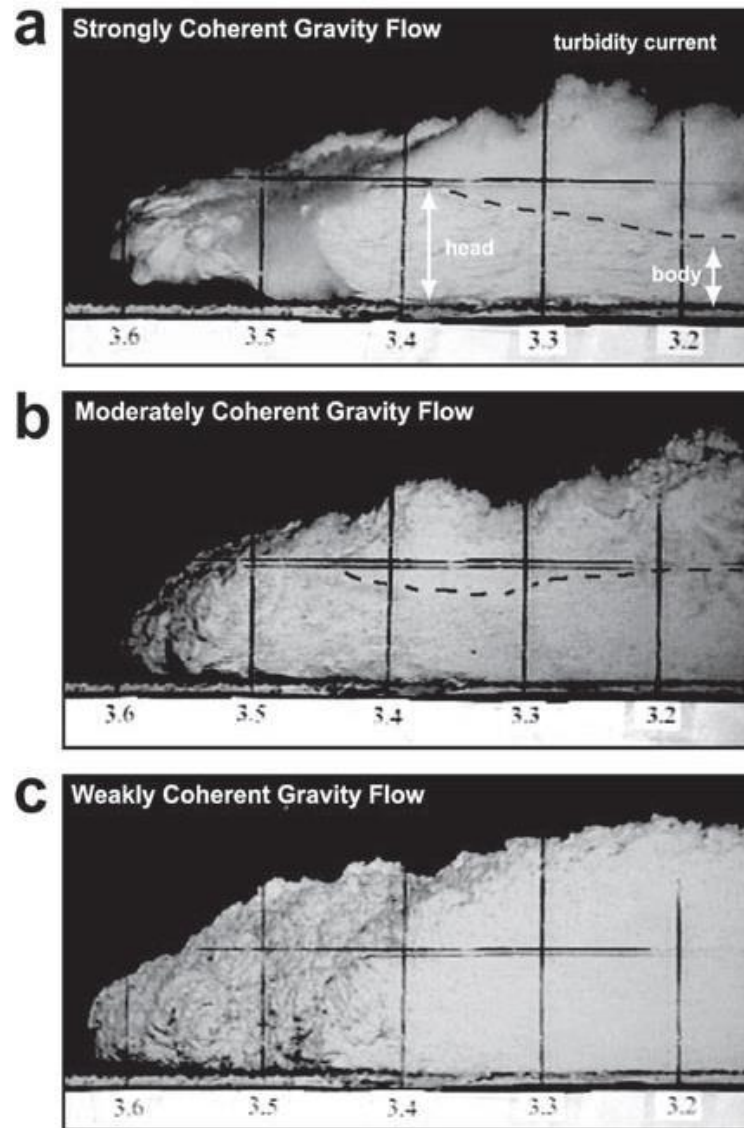 a
Strongly Coherent Gravity Flow
turbidity current
head
body
3.6 3.5 3.4 3.3 3.2
b
Moderately Coherent Gravity Flow
3.6 3.5 3.4 3.3 3.2
c
Weakly Coherent Gravity Flow
3.6 3.5 3.4 3.3 3.2